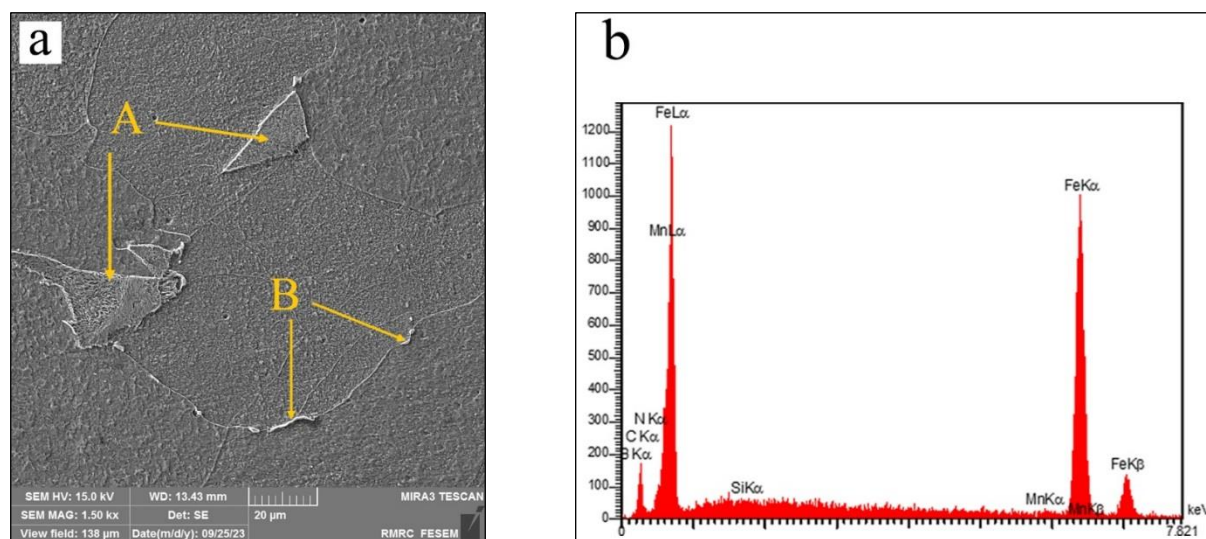 a
A
B
SEM HV: 15.0 kV WD: 13.43 mm MIRA3 TESCAN
SEM MAG: 1.50 kx Det: SE 20 µm
View field: 138 µm Date(m/d/y): 09/25/23 RMRC FESEM
b
FeLα
1200
1100
1000 FeKα
900
MnLα
800
700
600
500
400
300 N Kα
C Kα
200 B Kα
FeKβ
100 SiKα MnKα
MnKβ
0 keV
0 7.821